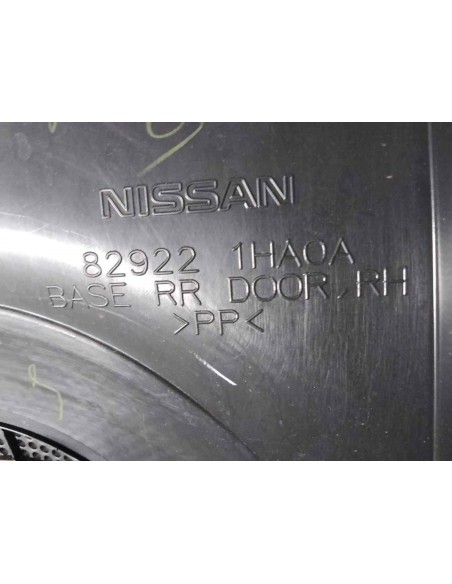 NISSAN
82922 1HA0A
BASE RR DOOR,RH
>PP<